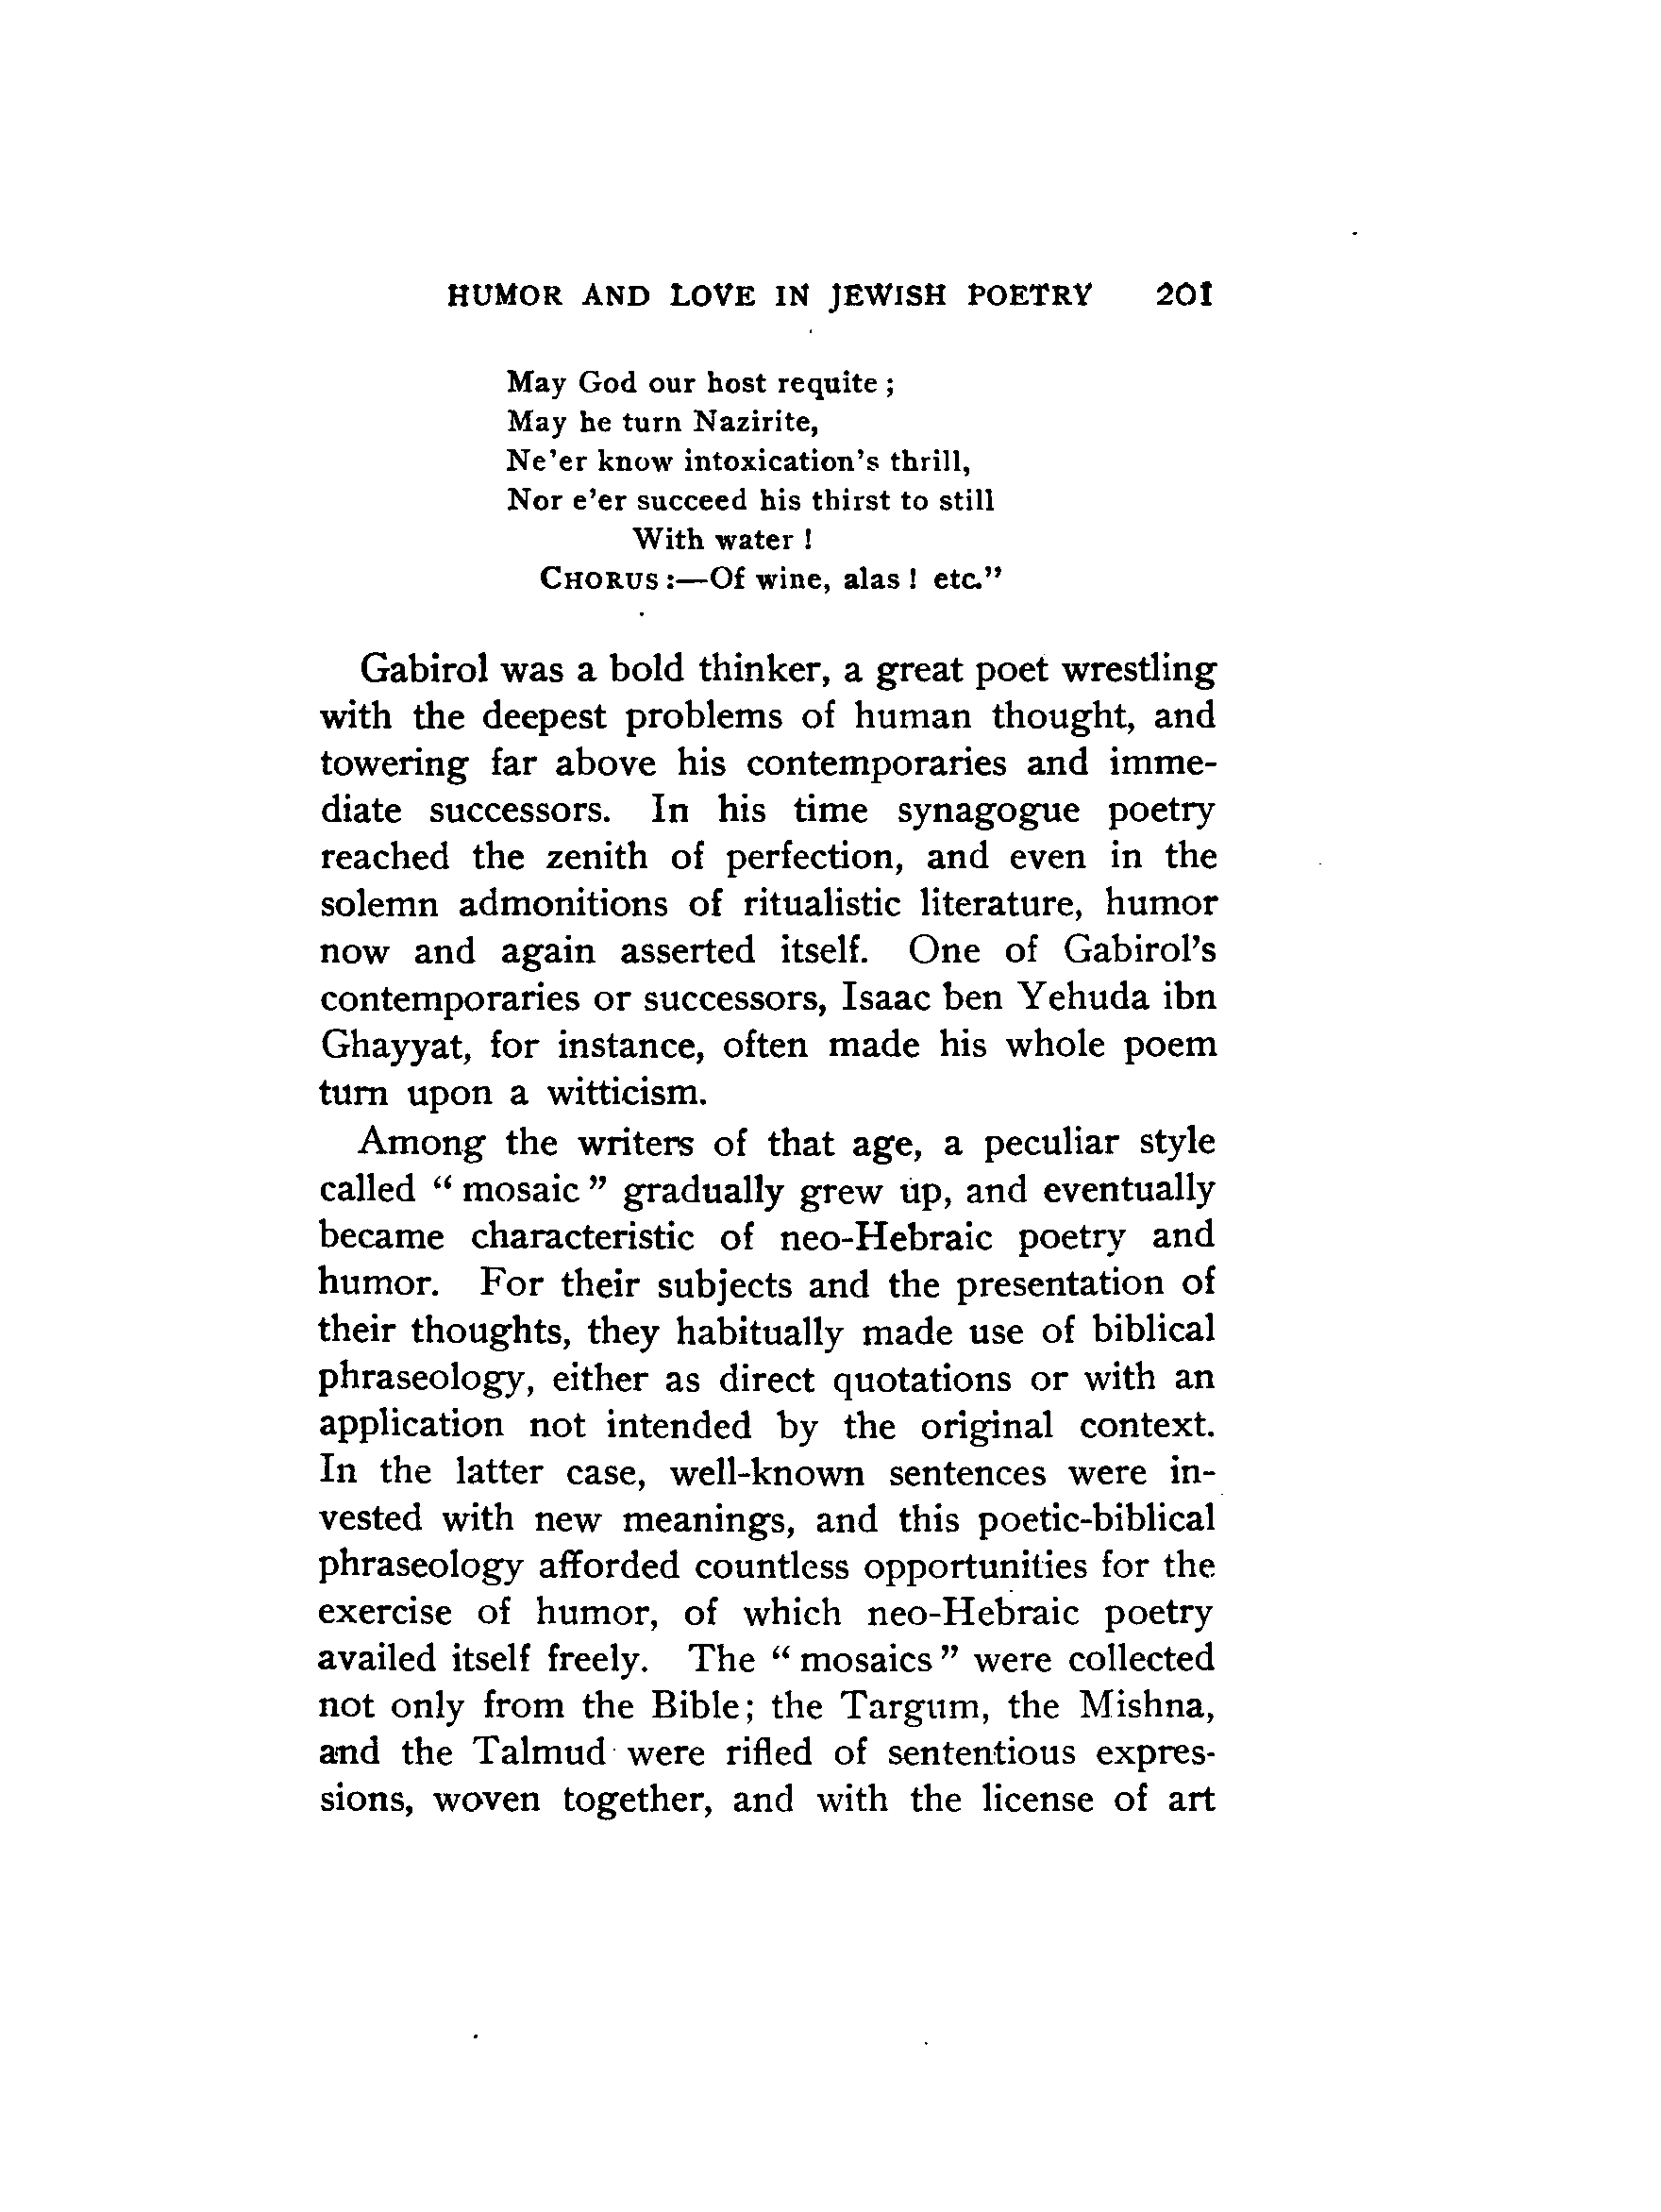 HUMOR AND LOVE IN JEWISH POETRY 201
May God our host requite ;
May he turn Nazirite,
Ne'er know intoxication's thrill,
Nor e'er succeed his thirst to still
With water !
CHORUS :—Of wine, alas ! etc."
Gabirol was a bold thinker, a great poet wrestling
with the deepest problems of human thought, and
towering far above his contemporaries and imme-
diate successors. In his time synagogue poetry
reached the zenith of perfection, and even in the
solemn admonitions of ritualistic literature, humor
now and again asserted itself. One of Gabirol's
contemporaries or successors, Isaac ben Yehuda ibn
Ghayyat, for instance, often made his whole poem
turn upon a witticism.
Among the writers of that age, a peculiar style
called " mosaic " gradually grew up, and eventually
became characteristic of neo-Hebraic poetry and
humor. For their subjects and the presentation of
their thoughts, they habitually made use of biblical
phraseology, either as direct quotations or with an
application not intended by the original context.
In the latter case, well-known sentences were in-
vested with new meanings, and this poetic-biblical
phraseology afforded countless opportunities for the
exercise of humor, of which neo-Hebraic poetry
availed itself freely. The " mosaics " were collected
not only from the Bible; the Targum, the Mishna,
and the Talmud were rifled of sententious expres-
sions, woven together, and with the license of art